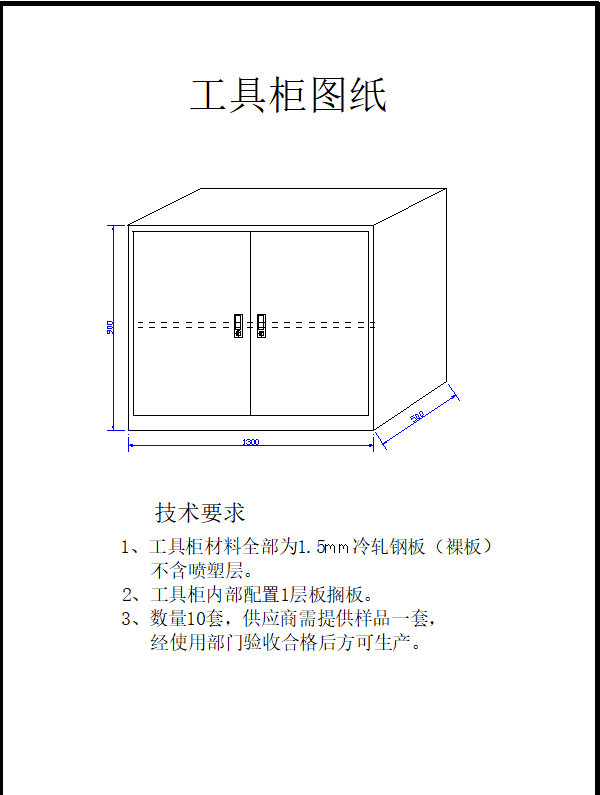 工具柜图纸
900
500
1300
技术要求
1、工具柜材料全部为1.5mm冷轧钢板（裸板）
不含喷塑层。
2、工具柜内部配置1层板搁板。
3、数量10套，供应商需提供样品一套，
经使用部门验收合格后方可生产。